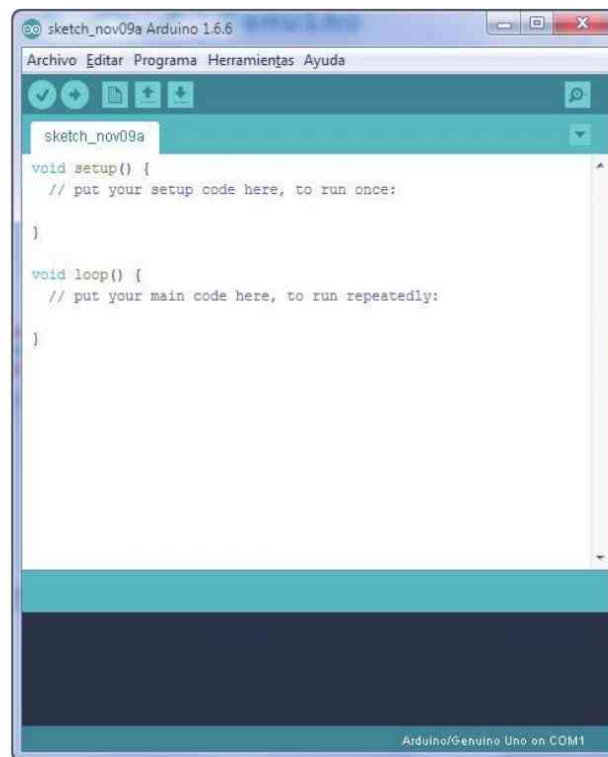 sketch_nov09a Arduino 1.6.6
Archivo Editar Programa Herramientas Ayuda
sketch_nov09a
void setup() {
// put your setup code here, to run once:
}
void loop() {
// put your main code here, to run repeatedly:
}
Arduino/Genuino Uno on COM1